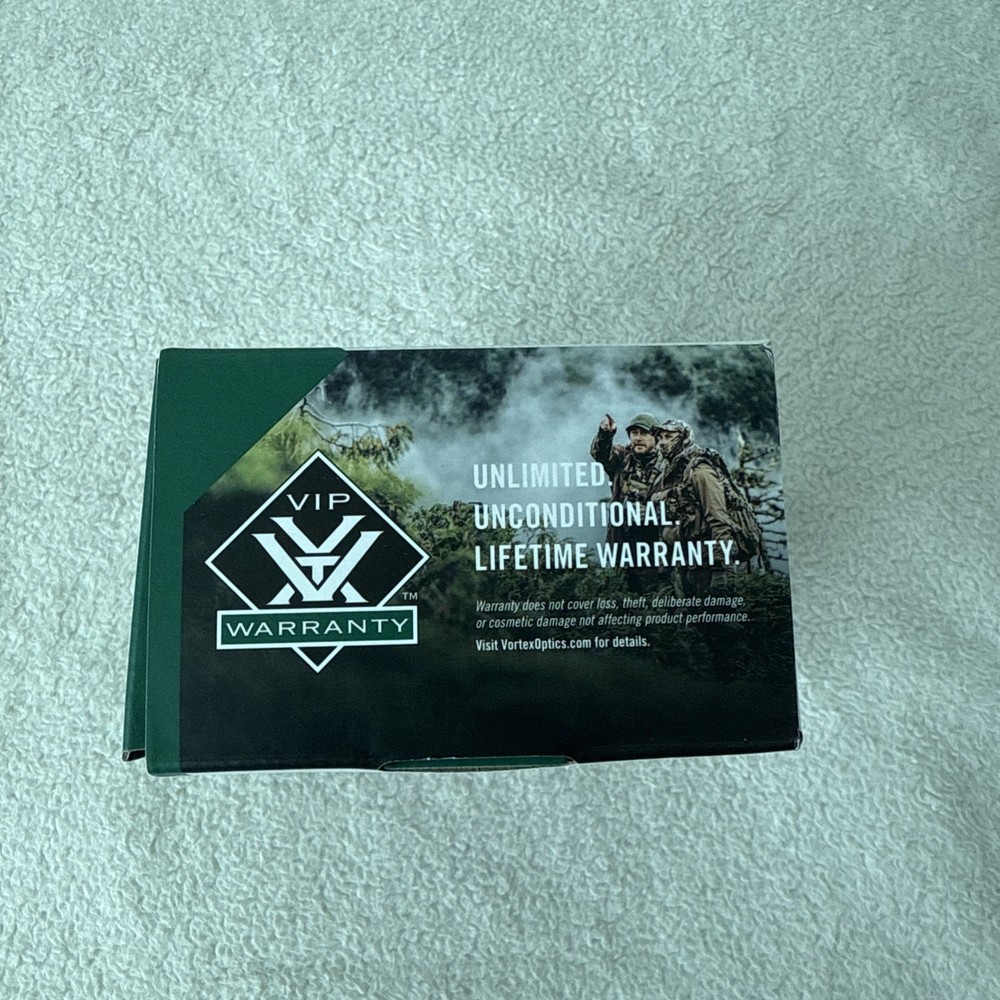 VIP
TM
WARRANTY
UNLIMITED.
UNCONDITIONAL.
LIFETIME WARRANTY.
Warranty does not cover loss, theft, deliberate damage,
or cosmetic damage not affecting product performance.
Visit VortexOptics.com for details.